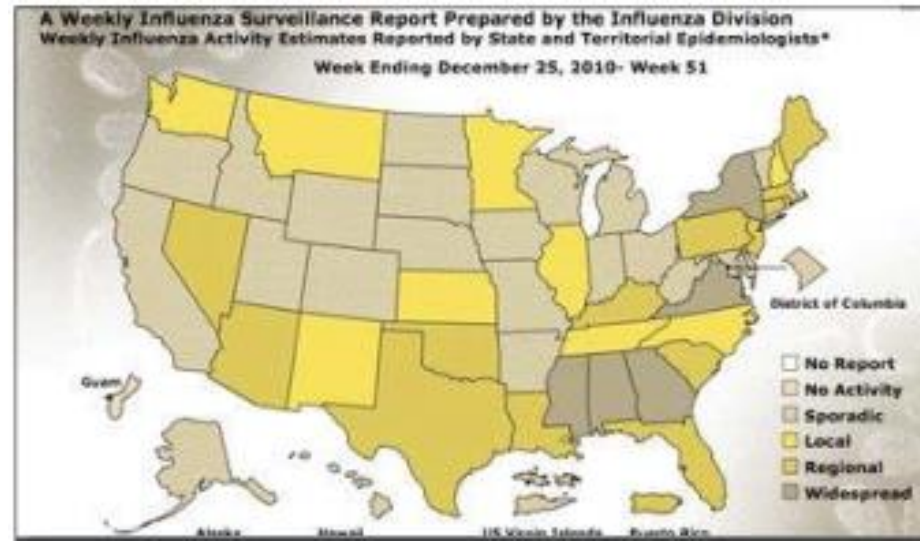 A Weekly Influenza Surveillance Report Prepared by the Influenza Division
Weekly Influenza Activity Estimates Reported by State and Territorial Epidemiologists*
Week Ending December 25, 2010- Week 51
District of Columbia
Guam
No Report
No Activity
Sporadic
Local
Regional
Widespread
Alaska
Hawaii
US Virgin Islands
Puerto Rico